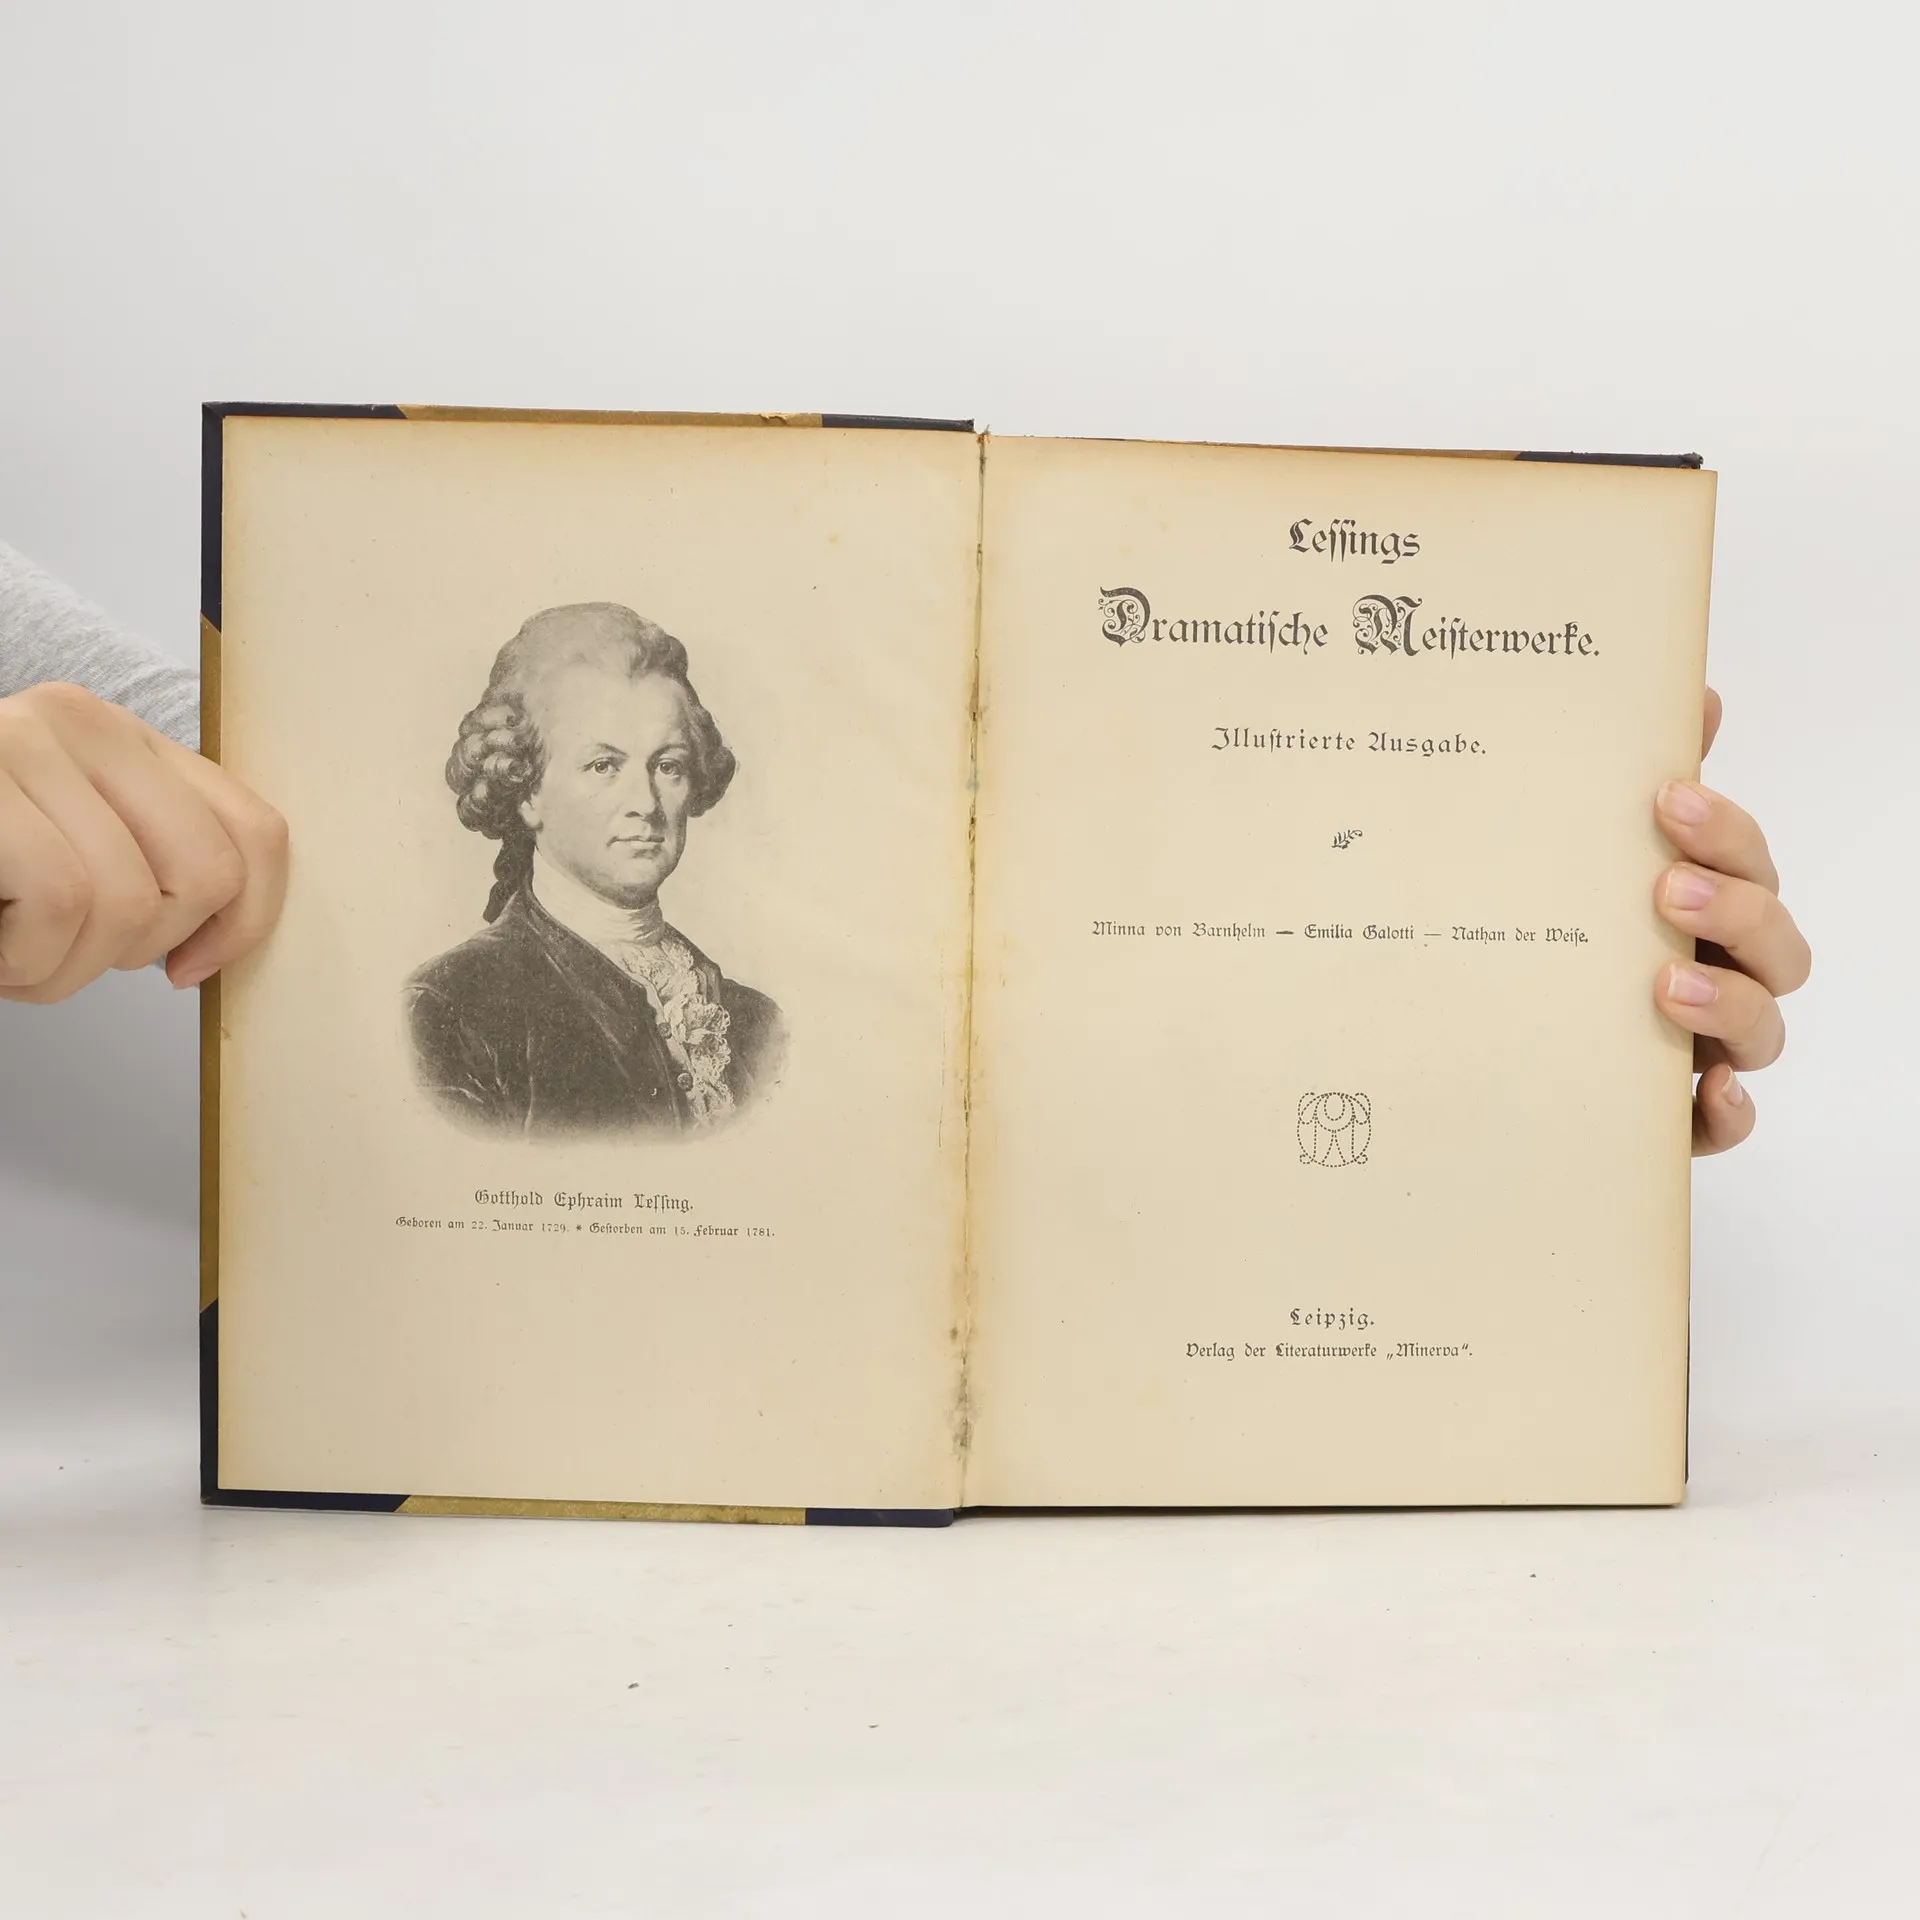 Gotthold Ephraim Leſſing.
Geboren am 22. Januar 1729. * Geſtorben am 15. Februar 1781.
Leſſings
Dramatiſche Meiſterwerke.
Illuſtrierte Ausgabe.
Minna von Barnhelm — Emilia Galotti — Nathan der Weiſe.
Leipzig.
Verlag der Literaturwerke „Minerva“.